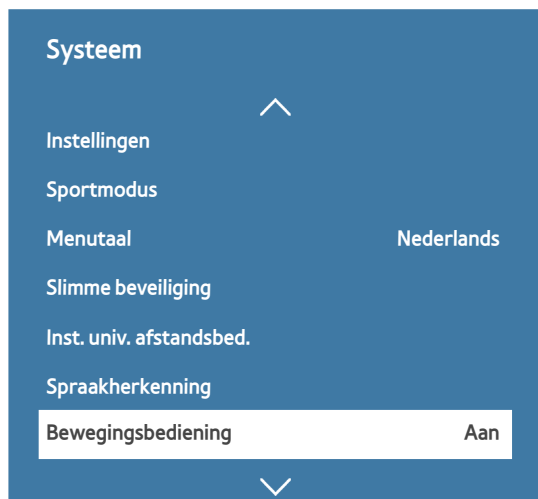 Systeem
Instellingen
Sportmodus
Menutaal Nederlands
Slimme beveiliging
Inst. univ. afstandsbed.
Spraakherkenning
Bewegingsbediening Aan